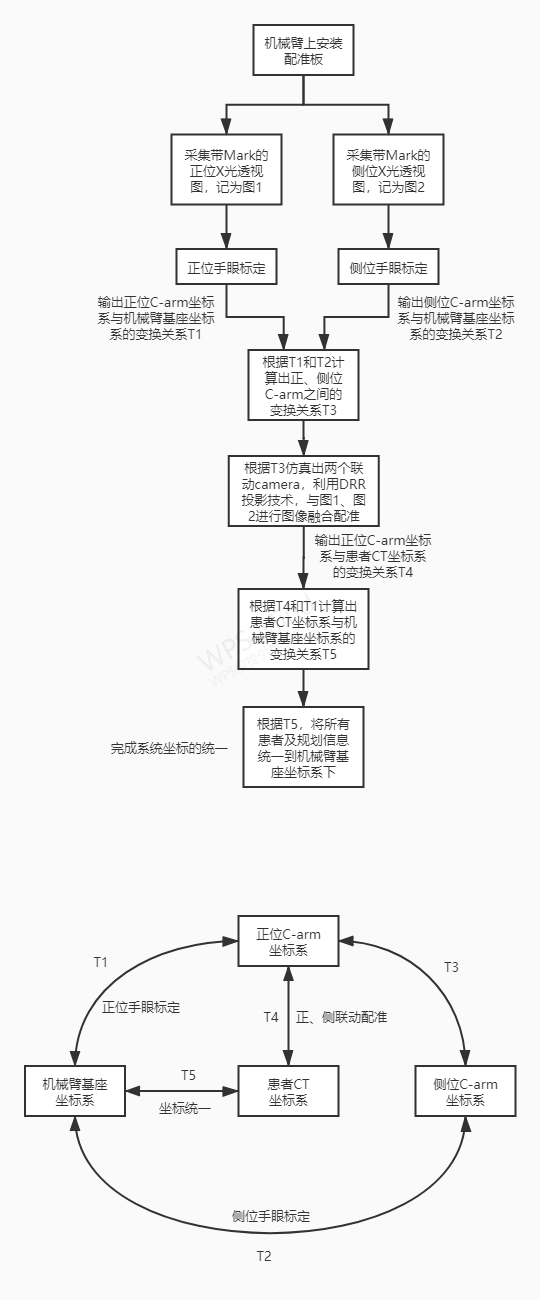 机械臂上安装
配准板
采集带Mark的
正位X光透视
图，记为图1
采集带Mark的
侧位X光透视
图，记为图2
正位手眼标定
侧位手眼标定
输出正位C-arm坐标
系与机械臂基座坐标
系的变换关系T1
输出侧位C-arm坐标
系与机械臂基座坐标
系的变换关系T2
根据T1和T2计
算出正、侧位
C-arm之间的
变换关系T3
根据T3仿真出两个联
动camera，利用DRR
投影技术，与图1、图
2进行图像融合配准
输出正位C-arm坐标
系与患者CT坐标系
的变换关系T4
根据T4和T1计算出
患者CT坐标系与机
械臂基座坐标系的
变换关系T5
完成系统坐标的统一
根据T5，将所有
患者及规划信息
统一到机械臂基
座坐标系下
正位C-arm
坐标系
T1
T3
正位手眼标定
T4
正、侧联动配准
机械臂基座
坐标系
T5
坐标统一
患者CT
坐标系
侧位C-arm
坐标系
侧位手眼标定
T2